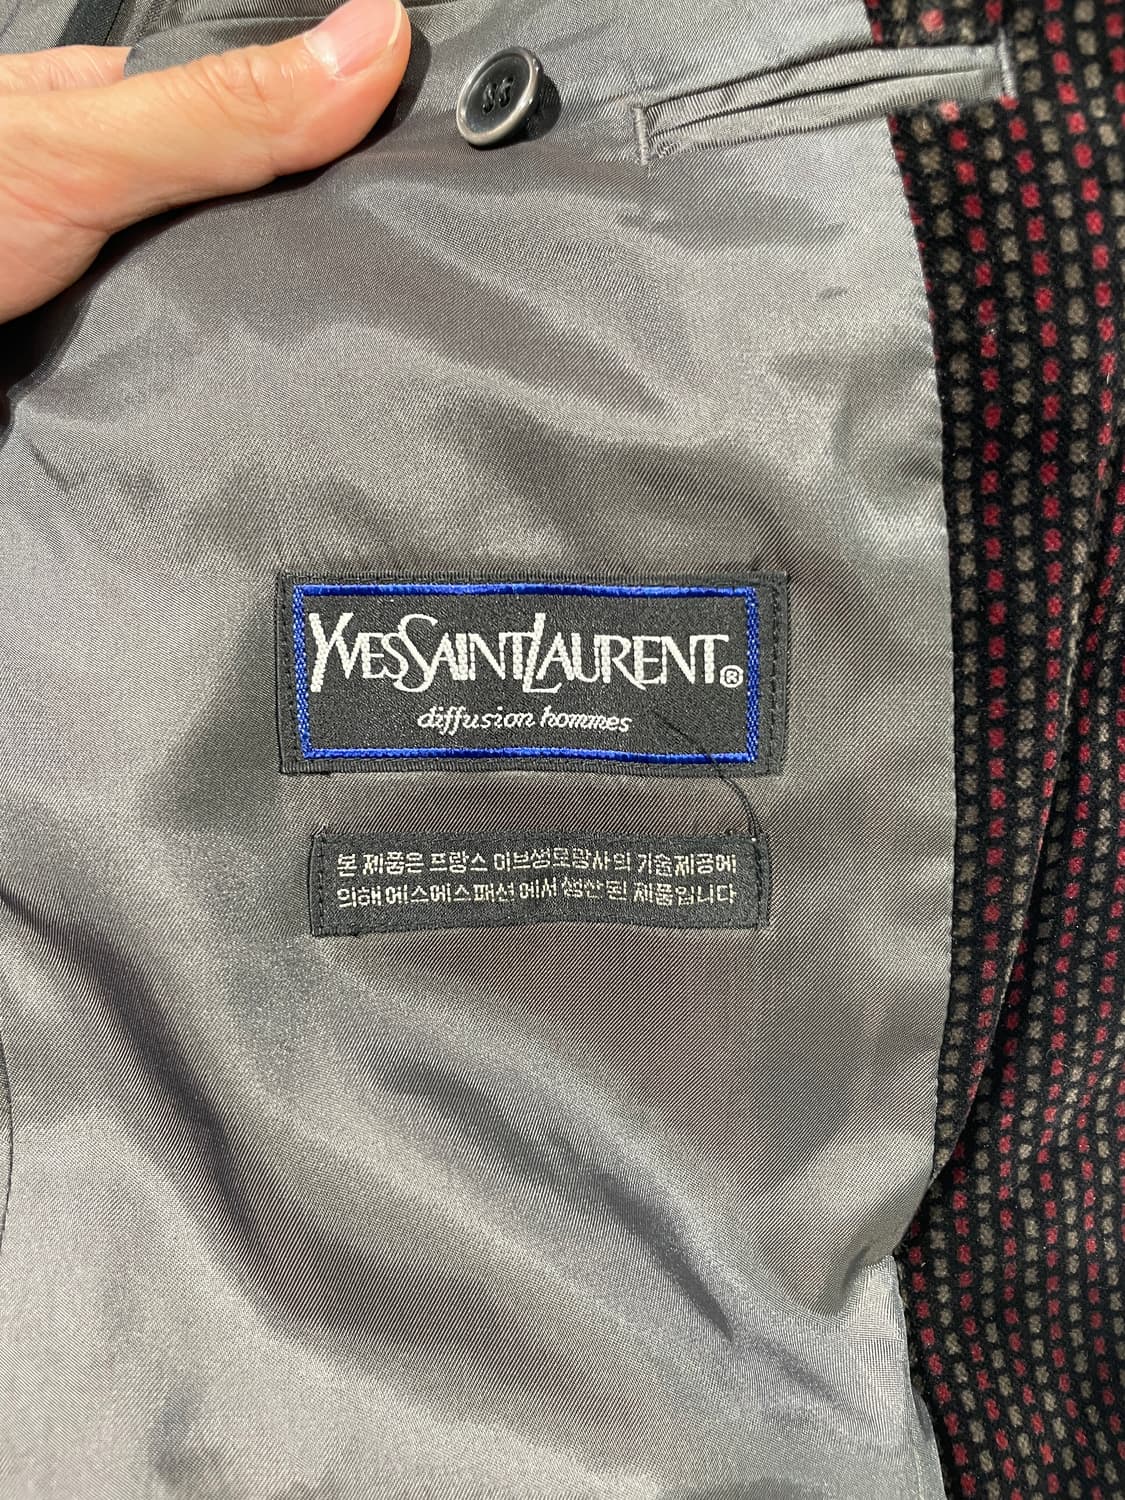 YVESSAINTLAURENT®
diffusion hommes
본 제품은 프랑스 이브생로랑사의 기술제공에
의해 에스에스패션에서 생산된 제품입니다